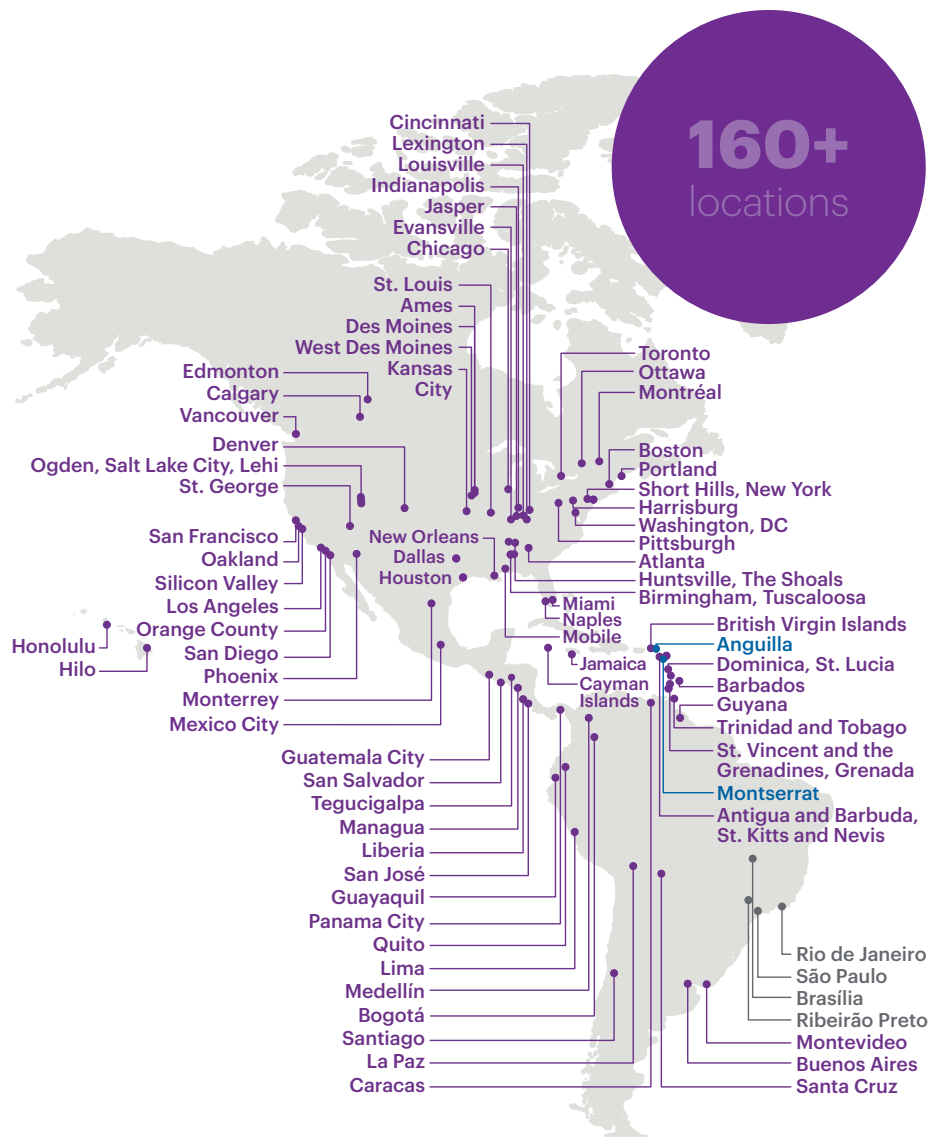 160+
locations
Cincinnati
Lexington
Louisville
Indianapolis
Jasper
Evansville
Chicago
St. Louis
Ames
Des Moines
West Des Moines
Kansas
City
Edmonton
Calgary
Vancouver
Denver
Ogden, Salt Lake City, Lehi
St. George
San Francisco
Oakland
Silicon Valley
Los Angeles
Orange County
San Diego
Phoenix
Monterrey
Mexico City
Honolulu
Hilo
New Orleans
Dallas
Houston
Toronto
Ottawa
Montréal
Boston
Portland
Short Hills, New York
Harrisburg
Washington, DC
Pittsburgh
Atlanta
Huntsville, The Shoals
Birmingham, Tuscaloosa
Miami
Naples
Mobile
Jamaica
Cayman
Islands
British Virgin Islands
Anguilla
Dominica, St. Lucia
Barbados
Guyana
Trinidad and Tobago
St. Vincent and the
Grenadines, Grenada
Montserrat
Antigua and Barbuda,
St. Kitts and Nevis
Guatemala City
San Salvador
Tegucigalpa
Managua
Liberia
San José
Guayaquil
Panama City
Quito
Lima
Medellín
Bogotá
Santiago
La Paz
Caracas
Rio de Janeiro
São Paulo
Brasília
Ribeirão Preto
Montevideo
Buenos Aires
Santa Cruz